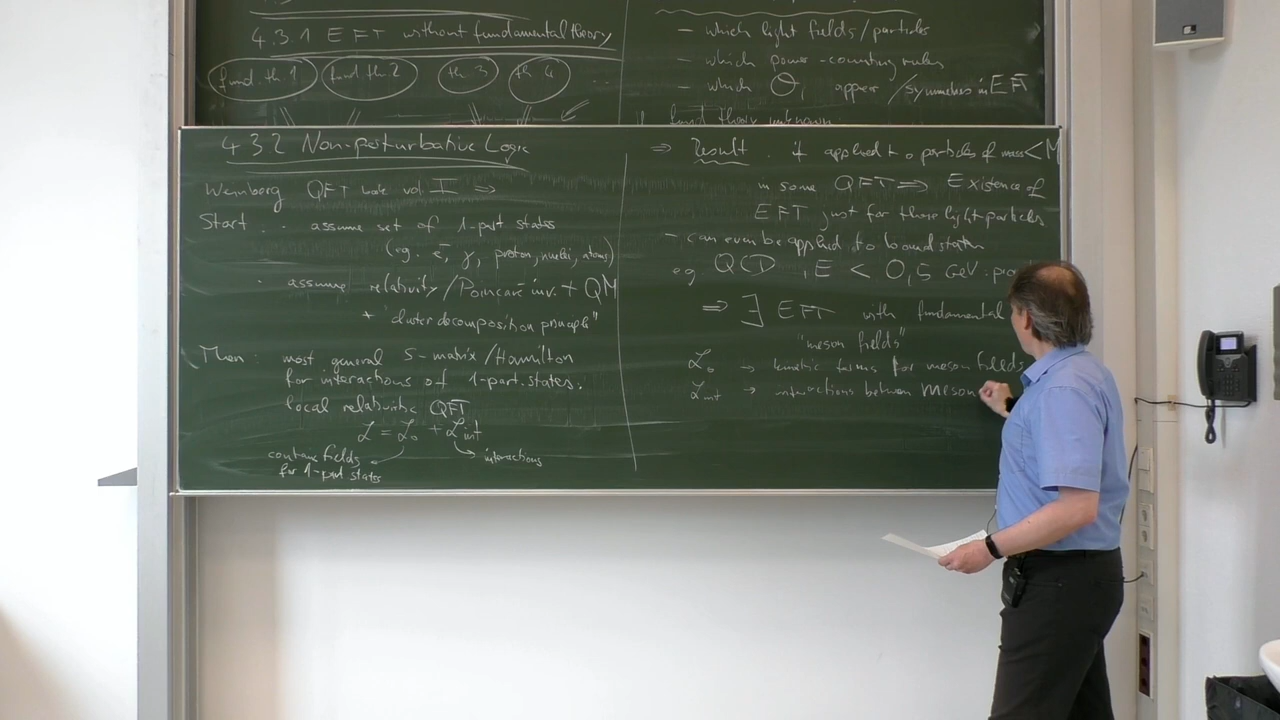 4.3.1 EFT without fundamental theory
fund. th. 1 fund th. 2 th. 3 th. 4 ...
- which light fields/particles
- which power-counting rules
- which O_i appear /symmetries in EFT
fund theory unknown
4.3.2 Non-perturbative Logic
Weinberg QFT book vol. I ⇒
Start : assume set of 1-part states
(e.g. e⁻, γ, proton, nuclei, atoms)
· assume relativity/Poincaré inv. + QM
+ "cluster decomposition principle"
Then: most general S-matrix/Hamilton
for interactions of 1-part. states:
local relativistic QFT
ℒ = ℒ₀ + ℒ_int
contains fields
for 1-part states
interactions
⇒ Result : if applied to particles of mass < M
in some QFT ⇒ Existence of
EFT just for those light particles
- can even be applied to bound states
e.g. QCD , E < 0,5 GeV :
⇒ ∃ EFT with fundamental
"meson fields"
ℒ₀ → kinetic terms for meson fields
ℒ_int → interactions between meson